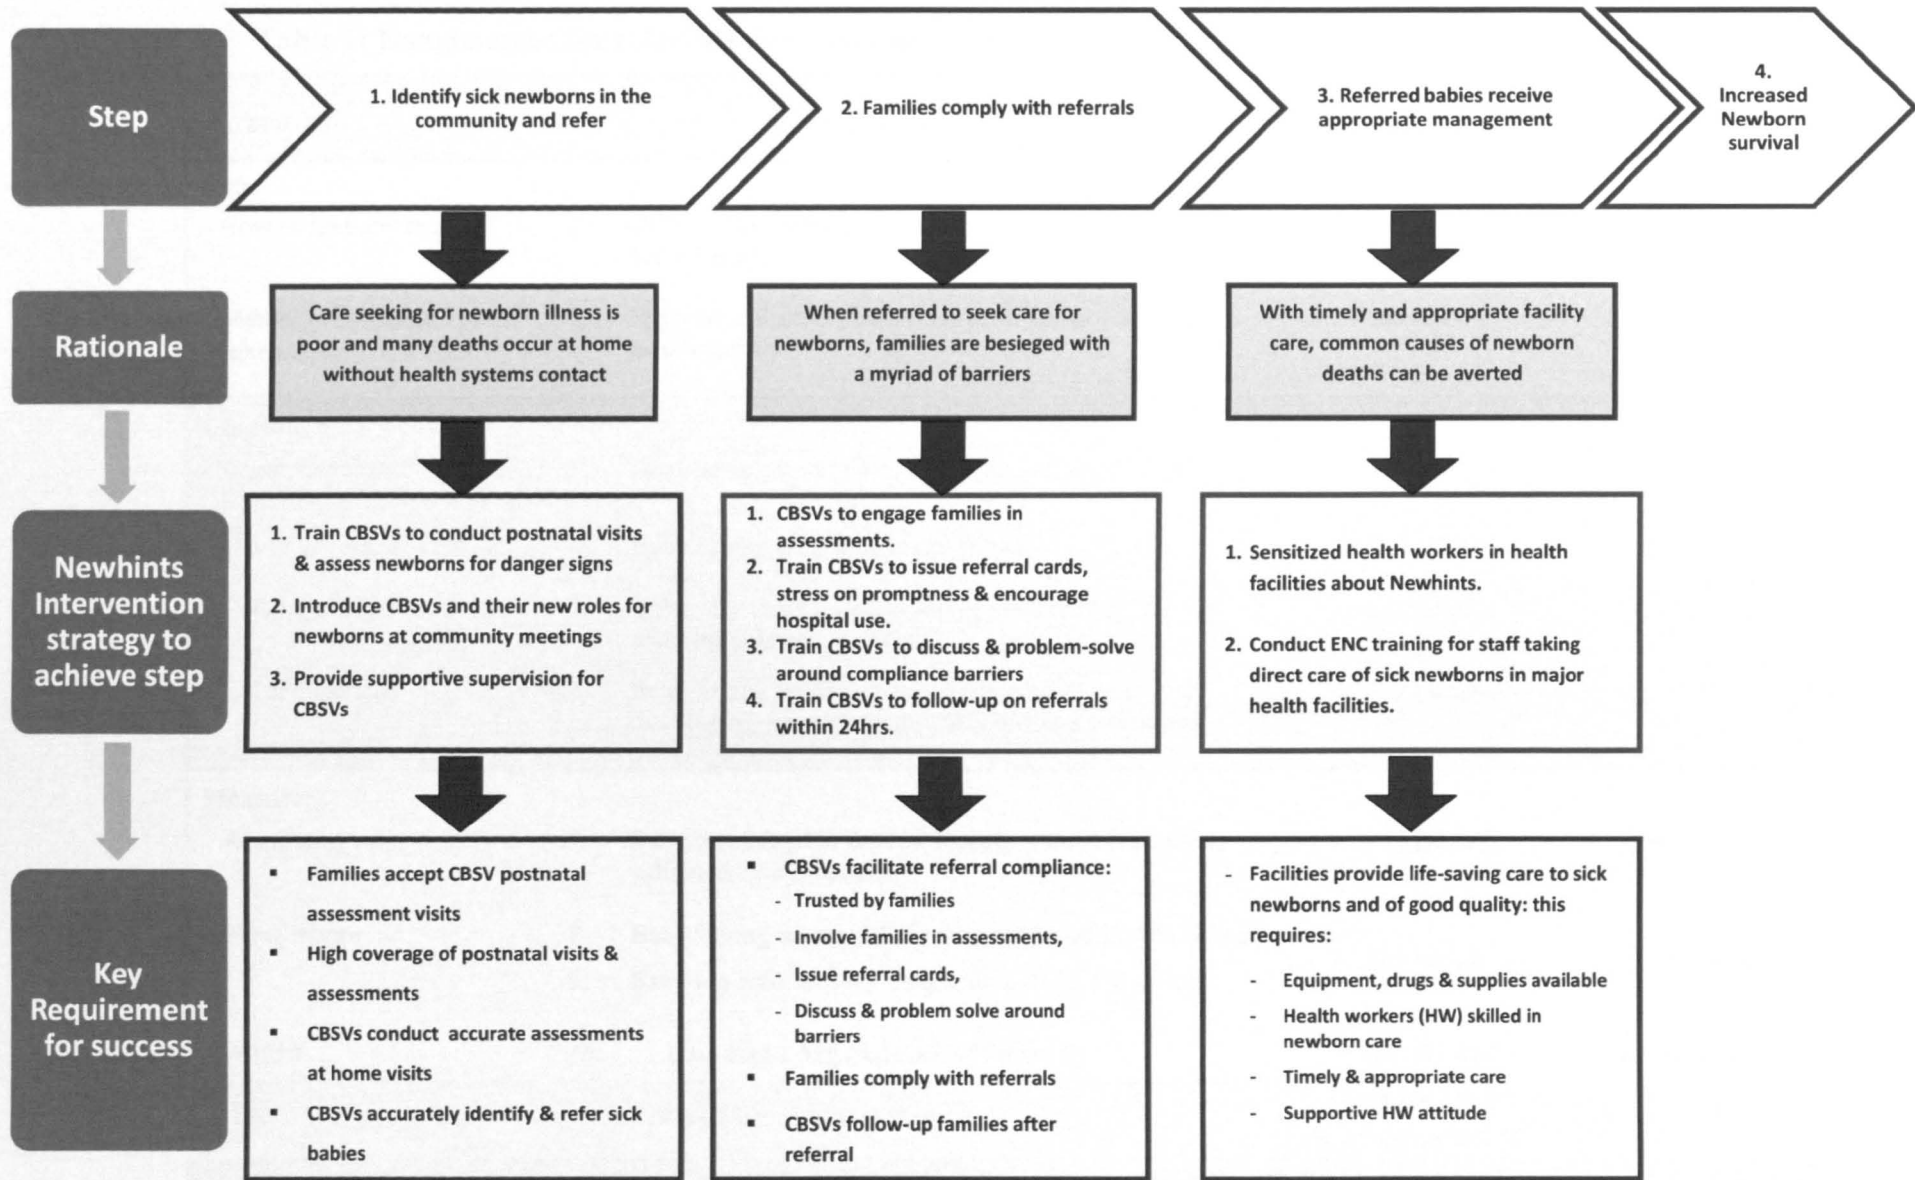 Step
1. Identify sick newborns in the
community and refer
2. Families comply with referrals
3. Referred babies receive
appropriate management
4.
Increased
Newborn
survival
Rationale
Care seeking for newborn illness is
poor and many deaths occur at home
without health systems contact
When referred to seek care for
newborns, families are besieged with
a myriad of barriers
With timely and appropriate facility
care, common causes of newborn
deaths can be averted
Newhints
Intervention
strategy to
achieve step
1. Train CBSVs to conduct postnatal visits
& assess newborns for danger signs
2. Introduce CBSVs and their new roles for
newborns at community meetings
3. Provide supportive supervision for
CBSVs
1. CBSVs to engage families in
assessments.
2. Train CBSVs to issue referral cards,
stress on promptness & encourage
hospital use.
3. Train CBSVs to discuss & problem-solve
around compliance barriers
4. Train CBSVs to follow-up on referrals
within 24hrs.
1. Sensitized health workers in health
facilities about Newhints.
2. Conduct ENC training for staff taking
direct care of sick newborns in major
health facilities.
Key
Requirement
for success
▪ Families accept CBSV postnatal
assessment visits
▪ High coverage of postnatal visits &
assessments
▪ CBSVs conduct accurate assessments
at home visits
▪ CBSVs accurately identify & refer sick
babies
▪ CBSVs facilitate referral compliance:
- Trusted by families
- Involve families in assessments,
- Issue referral cards,
- Discuss & problem solve around
barriers
▪ Families comply with referrals
▪ CBSVs follow-up families after
referral
- Facilities provide life-saving care to sick
newborns and of good quality: this
requires:
- Equipment, drugs & supplies available
- Health workers (HW) skilled in
newborn care
- Timely & appropriate care
- Supportive HW attitude